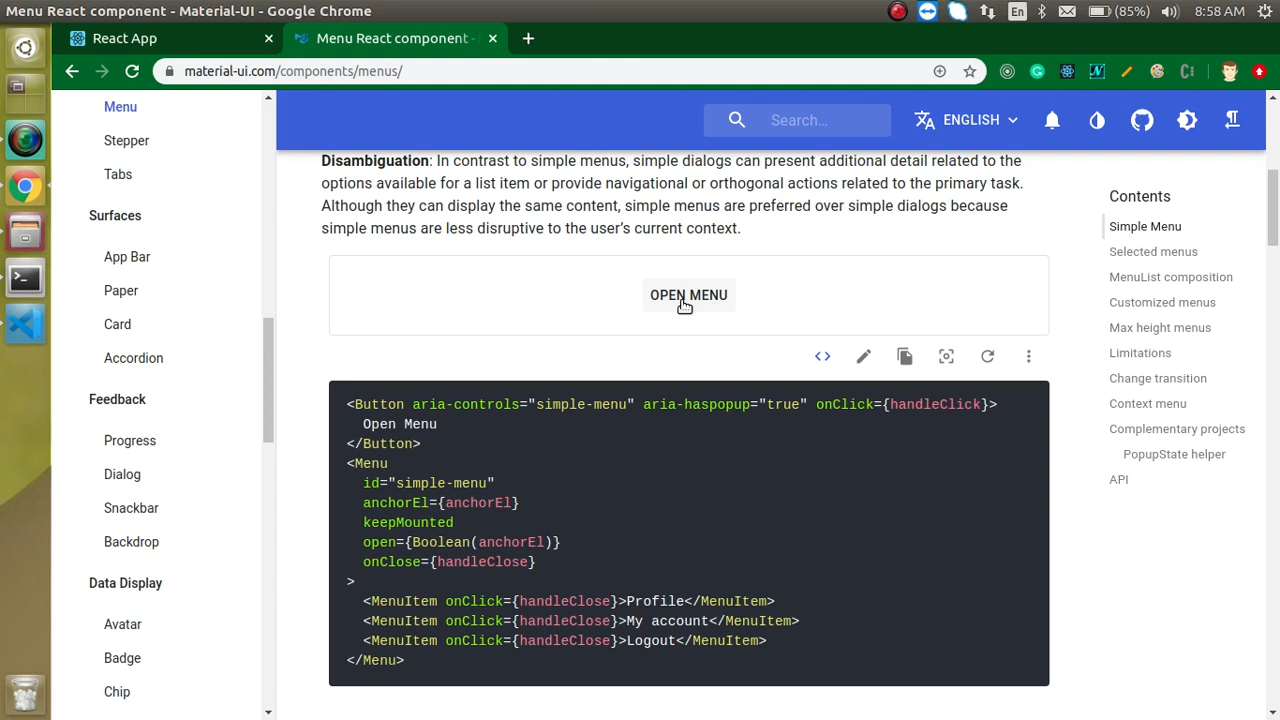 Menu React component - Material-UI - Google Chrome
En
(85%)
8:58 AM
React App
Menu React component -
material-ui.com/components/menus/
Menu
Stepper
Tabs
Surfaces
App Bar
Paper
Card
Accordion
Feedback
Progress
Dialog
Snackbar
Backdrop
Data Display
Avatar
Badge
Chip
Search…
ENGLISH
Disambiguation: In contrast to simple menus, simple dialogs can present additional detail related to the
options available for a list item or provide navigational or orthogonal actions related to the primary task.
Although they can display the same content, simple menus are preferred over simple dialogs because
simple menus are less disruptive to the user’s current context.
OPEN MENU
<Button aria-controls="simple-menu" aria-haspopup="true" onClick={handleClick}>
Open Menu
</Button>
<Menu
id="simple-menu"
anchorEl={anchorEl}
keepMounted
open={Boolean(anchorEl)}
onClose={handleClose}
>
<MenuItem onClick={handleClose}>Profile</MenuItem>
<MenuItem onClick={handleClose}>My account</MenuItem>
<MenuItem onClick={handleClose}>Logout</MenuItem>
</Menu>
Contents
Simple Menu
Selected menus
MenuList composition
Customized menus
Max height menus
Limitations
Change transition
Context menu
Complementary projects
PopupState helper
API